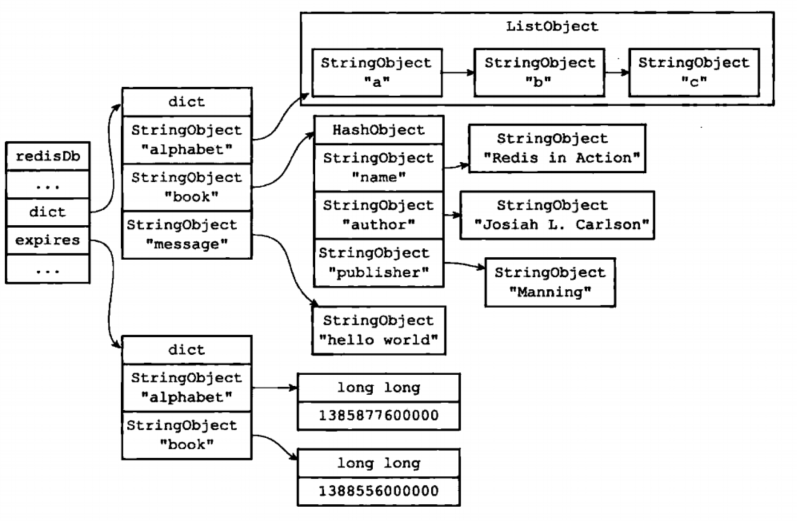 ListObject
StringObject
"a"
StringObject
"b"
StringObject
"c"
redisDb
...
dict
expires
...
dict
StringObject
"alphabet"
StringObject
"book"
StringObject
"message"
HashObject
StringObject
"name"
StringObject
"author"
StringObject
"publisher"
StringObject
"Redis in Action"
StringObject
"Josiah L. Carlson"
StringObject
"Manning"
StringObject
"hello world"
dict
StringObject
"alphabet"
StringObject
"book"
long long
1385877600000
long long
1388556000000